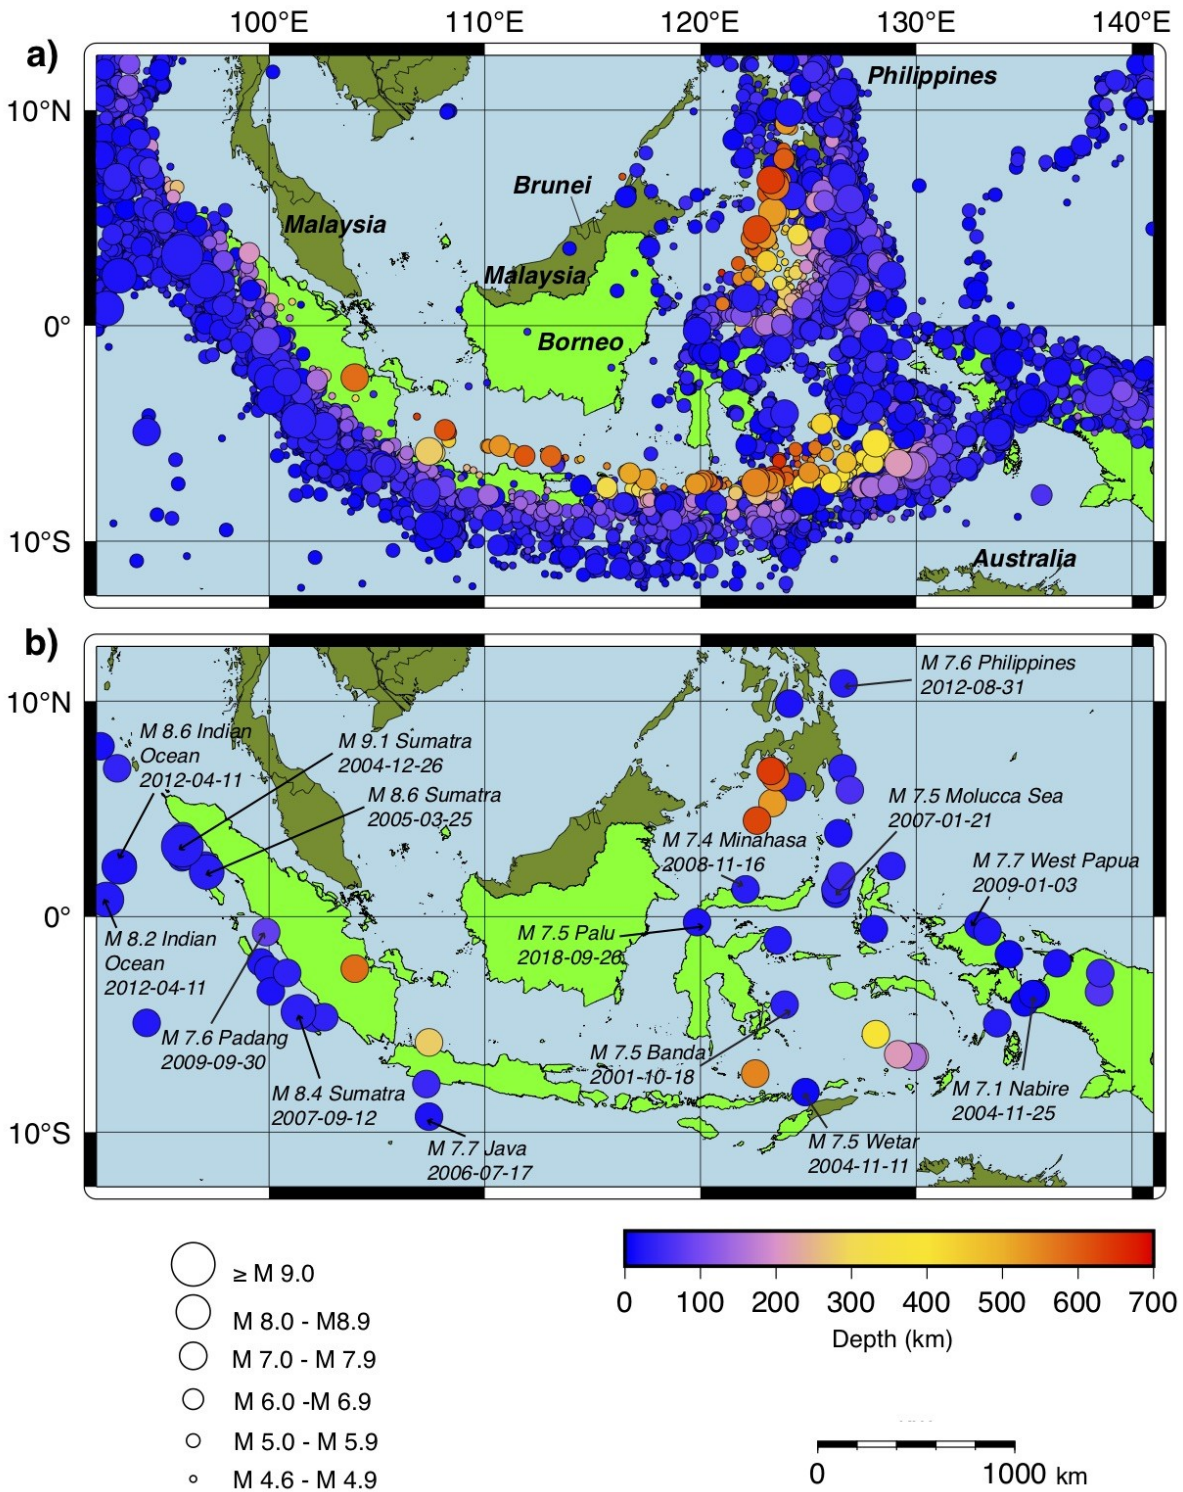 100°E 110°E 120°E 130°E 140°E
a)
Philippines
10°N
Brunei
Malaysia
Malaysia
0°
Borneo
10°S
Australia
b)
M 7.6 Philippines
2012-08-31
10°N
M 8.6 Indian
Ocean
2012-04-11
M 9.1 Sumatra
2004-12-26
M 8.6 Sumatra
2005-03-25
M 7.5 Molucca Sea
2007-01-21
M 7.4 Minahasa
2008-11-16
M 7.7 West Papua
2009-01-03
0°
M 8.2 Indian
Ocean
2012-04-11
M 7.5 Palu
2018-09-26
M 7.6 Padang
2009-09-30
M 7.5 Banda
2001-10-18
M 8.4 Sumatra
2007-09-12
M 7.1 Nabire
2004-11-25
10°S
M 7.7 Java
2006-07-17
M 7.5 Wetar
2004-11-11
≥ M 9.0
M 8.0 - M8.9
M 7.0 - M 7.9
M 6.0 -M 6.9
M 5.0 - M 5.9
M 4.6 - M 4.9
0 100 200 300 400 500 600 700
Depth (km)
0 1000 km